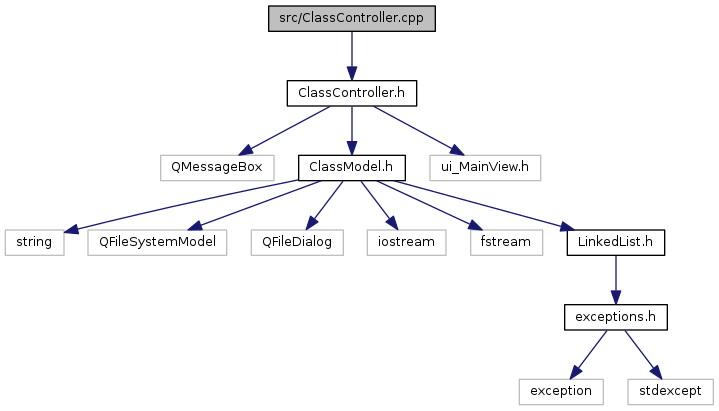 src/ClassController.cpp
ClassController.h
QMessageBox
ClassModel.h
ui_MainView.h
string
QFileSystemModel
QFileDialog
iostream
fstream
LinkedList.h
exceptions.h
exception
stdexcept